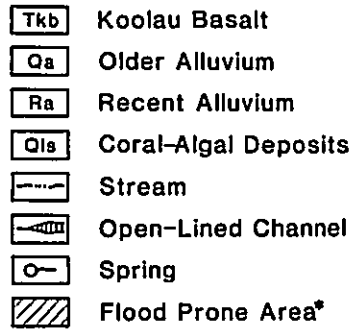 Tkb Koolau Basalt
Qa Older Alluvium
Ra Recent Alluvium
Qls Coral-Algal Deposits
Stream
Open-Lined Channel
Spring
Flood Prone Area*